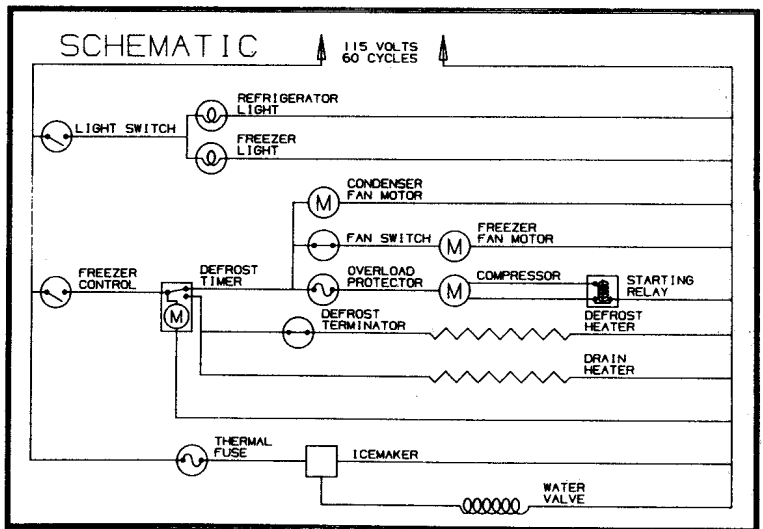 SCHEMATIC
115 VOLTS
60 CYCLES
REFRIGERATOR
LIGHT
LIGHT SWITCH
FREEZER
LIGHT
CONDENSER
FAN MOTOR
M
FAN SWITCH
FREEZER
FAN MOTOR
M
FREEZER
CONTROL
DEFROST
TIMER
M
OVERLOAD
PROTECTOR
COMPRESSOR
M
STARTING
RELAY
DEFROST
TERMINATOR
DEFROST
HEATER
DRAIN
HEATER
THERMAL
FUSE
ICEMAKER
WATER
VALVE